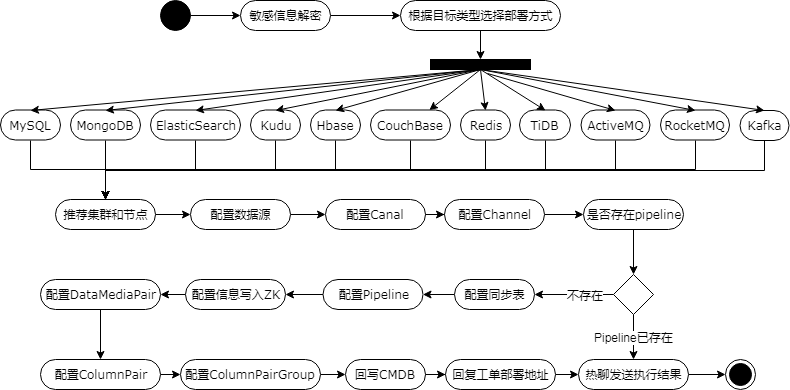 敏感信息解密
根据目标类型选择部署方式
MySQL
MongoDB
ElasticSearch
Kudu
Hbase
CouchBase
Redis
TiDB
ActiveMQ
RocketMQ
Kafka
推荐集群和节点
配置数据源
配置Canal
配置Channel
是否存在pipeline
配置DataMediaPair
配置信息写入ZK
配置Pipeline
配置同步表
不存在
Pipeline已存在
配置ColumnPair
配置ColumnPairGroup
回写CMDB
回复工单部署地址
热聊发送执行结果